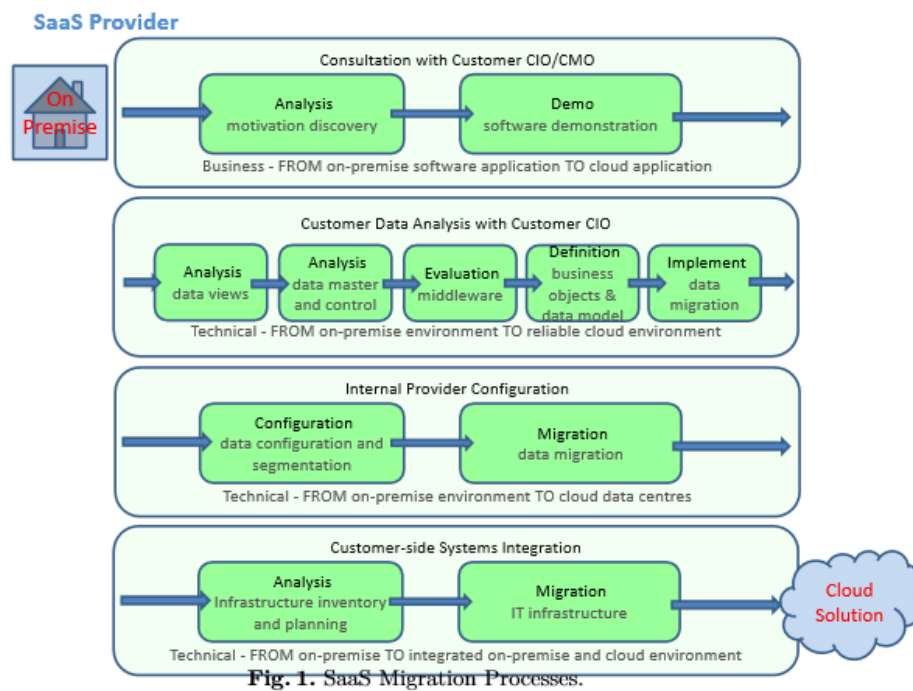 SaaS Provider
On
Premise
Consultation with Customer CIO/CMO
Analysis
motivation discovery
Demo
software demonstration
Business - FROM on-premise software application TO cloud application
Customer Data Analysis with Customer CIO
Analysis
data views
Analysis
data master
and control
Evaluation
middleware
Definition
business
objects &
data model
Implement
data
migration
Technical - FROM on-premise environment TO reliable cloud environment
Internal Provider Configuration
Configuration
data configuration and
segmentation
Migration
data migration
Technical - FROM on-premise environment TO cloud data centres
Customer-side Systems Integration
Analysis
Infrastructure inventory
and planning
Migration
IT infrastructure
Cloud
Solution
Technical - FROM on-premise TO integrated on-premise and cloud environment
Fig. 1. SaaS Migration Processes.